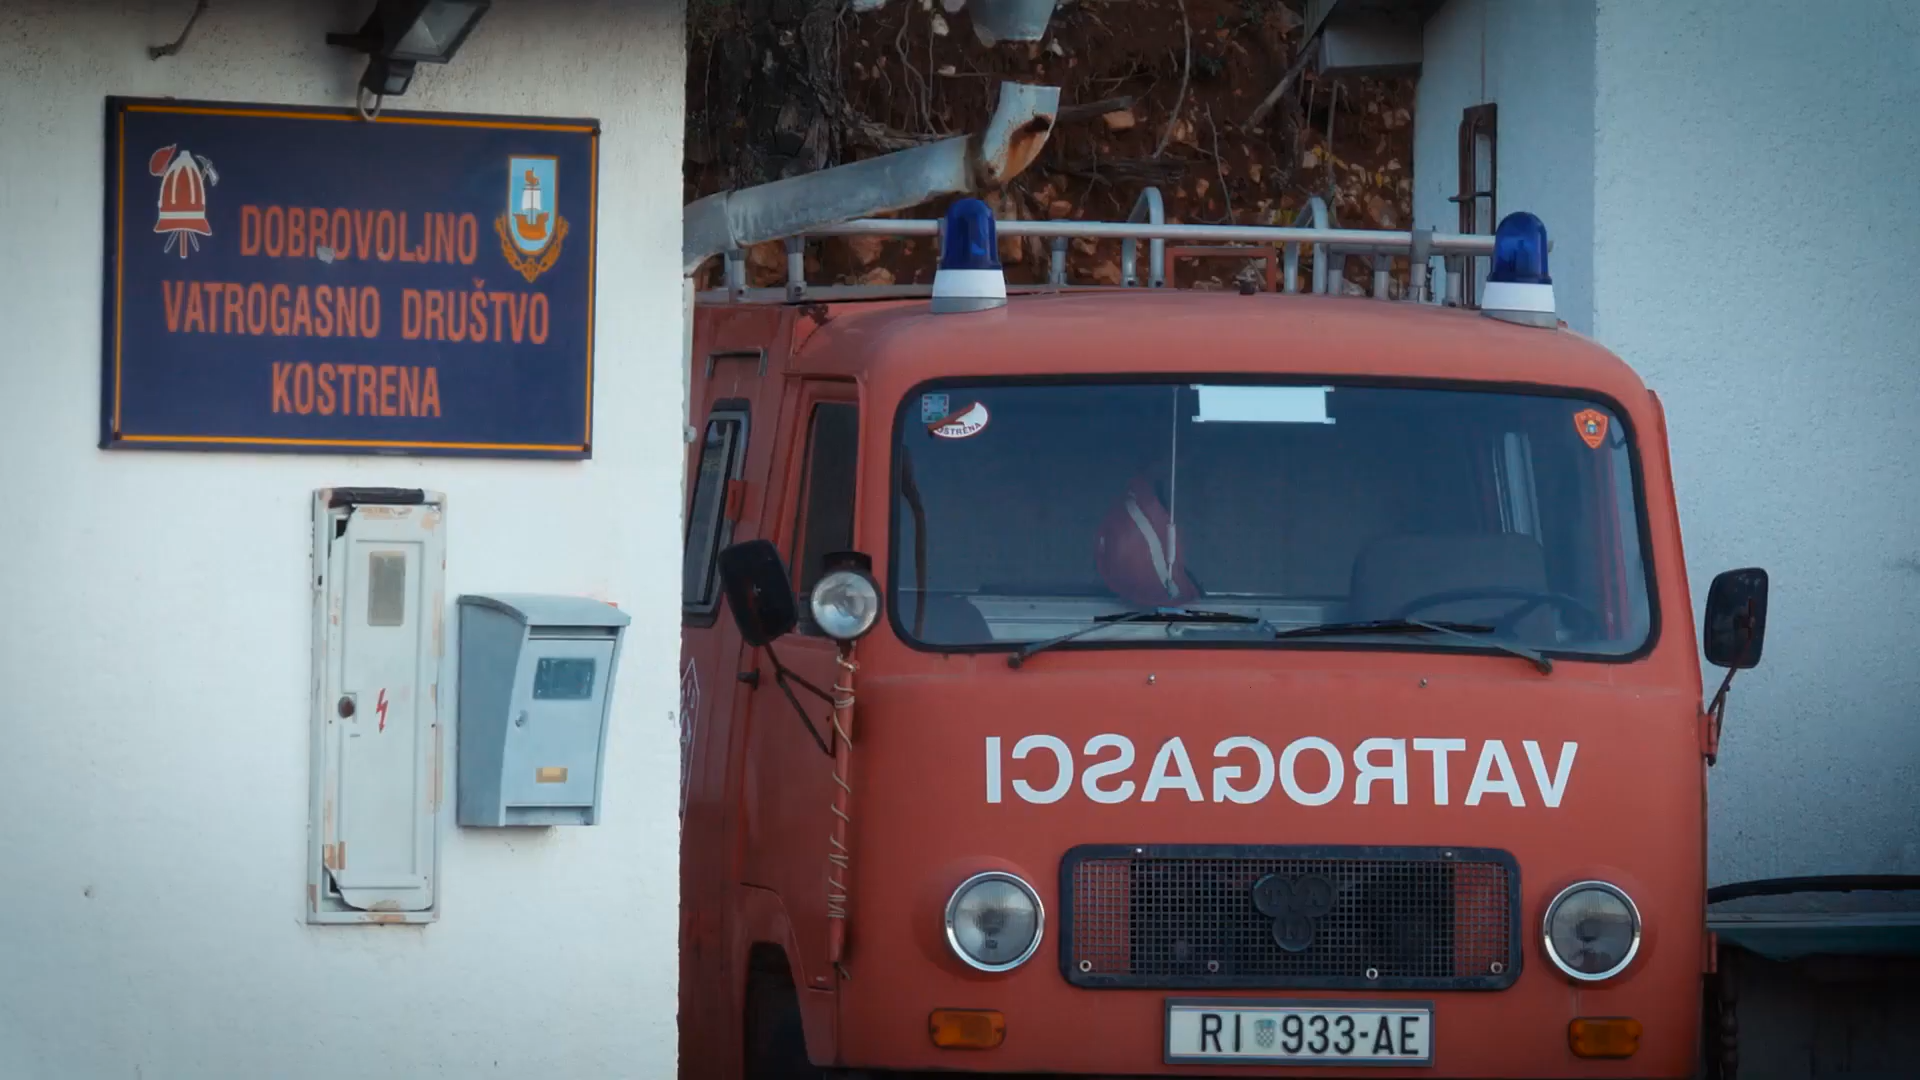 DOBROVOLJNO
VATROGASNO DRUŠTVO
KOSTRENA
VATROGASCI
RI 933-AE